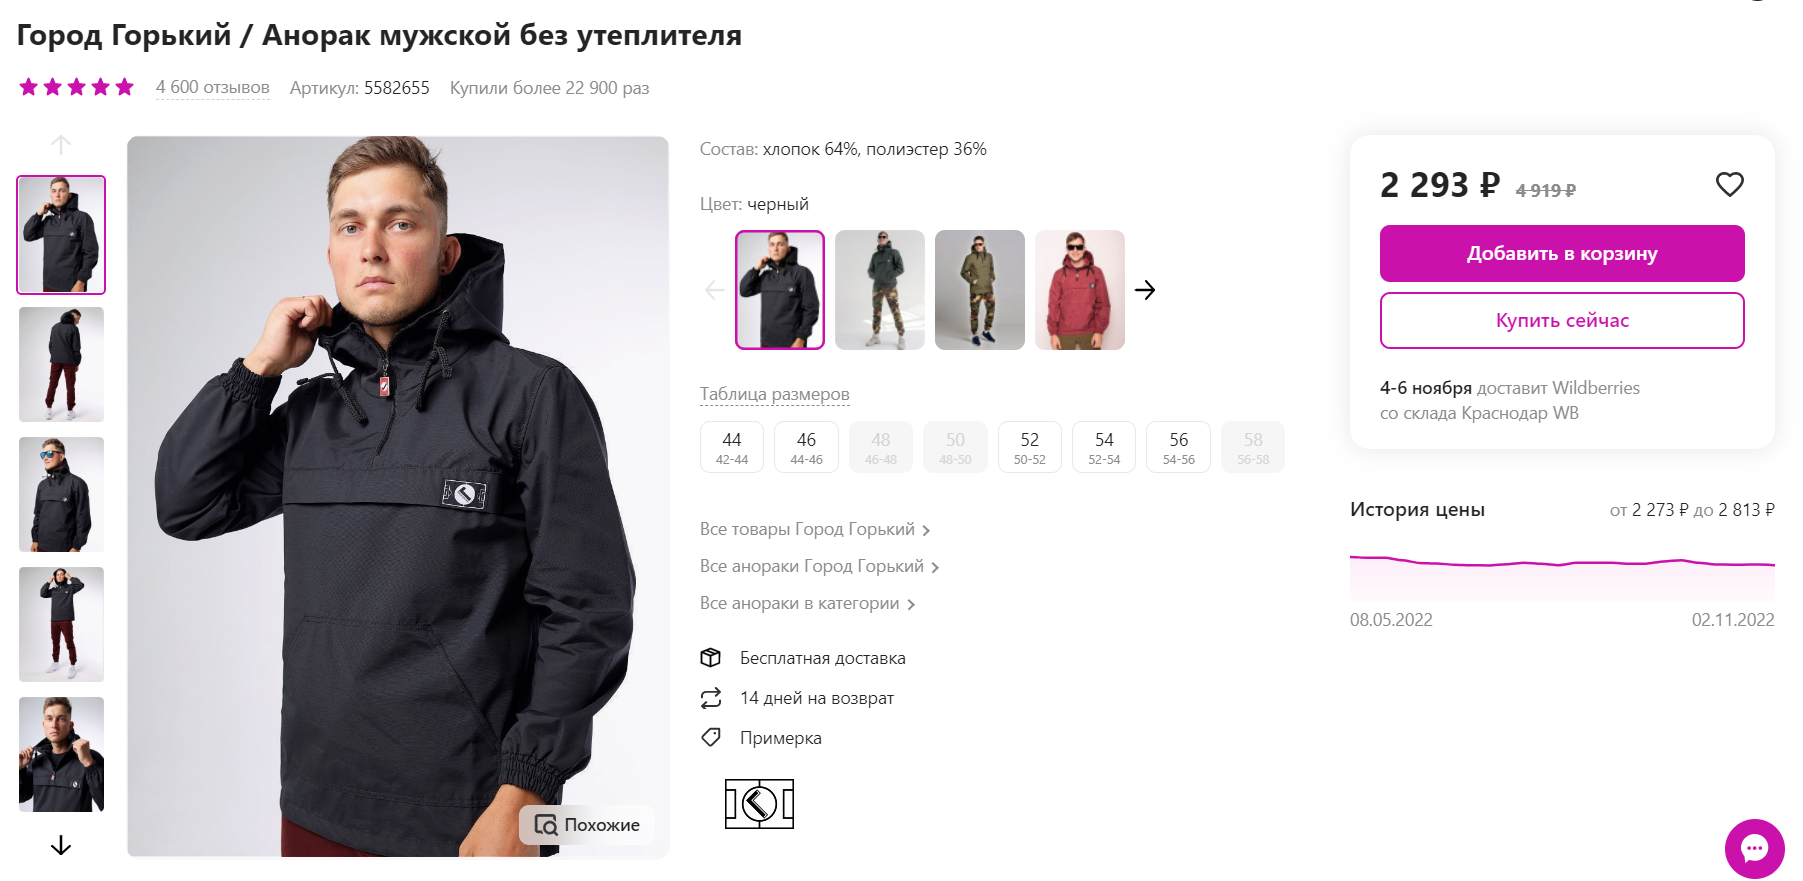 Город Горький / Анорак мужской без утеплителя
4 600 отзывов Артикул: 5582655 Купили более 22 900 раз
Состав: хлопок 64%, полиэстер 36%
Цвет: черный
Таблица размеров
44 46 48 50 52 54 56 58
42-44 44-46 46-48 48-50 50-52 52-54 54-56 56-58
Все товары Город Горький
Все анораки Город Горький
Все анораки в категории
Бесплатная доставка
14 дней на возврат
Примерка
Похожие
2 293 ₽ 4 919 ₽
Добавить в корзину
Купить сейчас
4-6 ноября доставит Wildberries
со склада Краснодар WB
История цены от 2 273 ₽ до 2 813 ₽
08.05.2022 02.11.2022